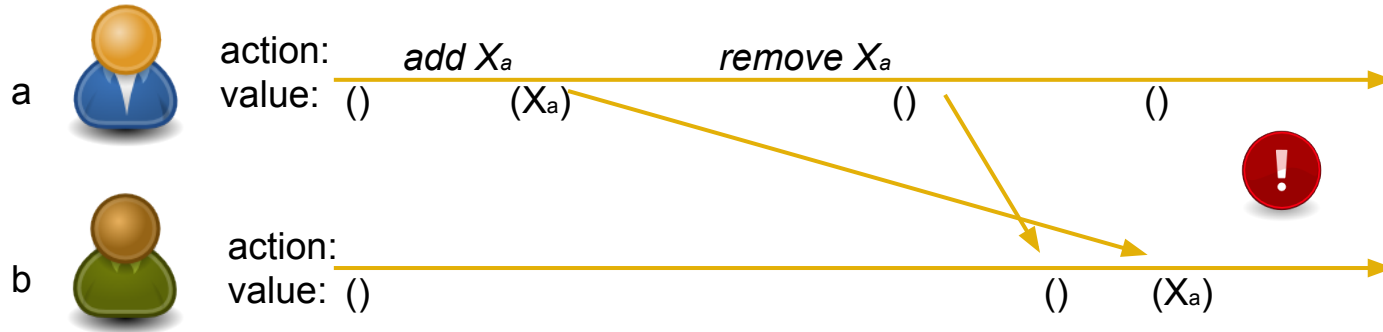 action: add Xa remove Xa
a
value: () (Xa) () ()
!
action:
b
value: () () (Xa)